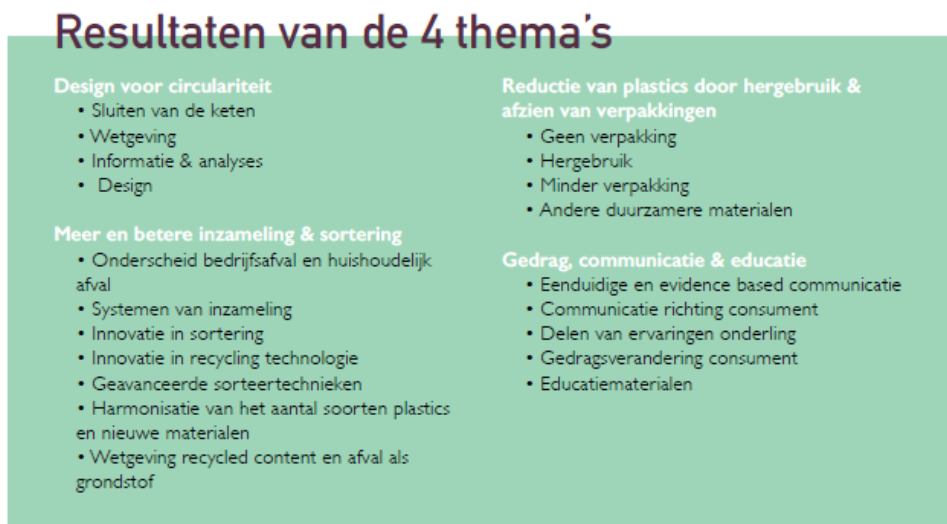 Resultaten van de 4 thema's
Design voor circulariteit
• Sluiten van de keten
• Wetgeving
• Informatie & analyses
• Design
Meer en betere inzameling & sortering
• Onderscheid bedrijfsafval en huishoudelijk
afval
• Systemen van inzameling
• Innovatie in sortering
• Innovatie in recycling technologie
• Geavanceerde sorteertechnieken
• Harmonisatie van het aantal soorten plastics
en nieuwe materialen
• Wetgeving recycled content en afval als
grondstof
Reductie van plastics door hergebruik &
afzien van verpakkingen
• Geen verpakking
• Hergebruik
• Minder verpakking
• Andere duurzamere materialen
Gedrag, communicatie & educatie
• Eenduidige en evidence based communicatie
• Communicatie richting consument
• Delen van ervaringen onderling
• Gedragsverandering consument
• Educatiematerialen